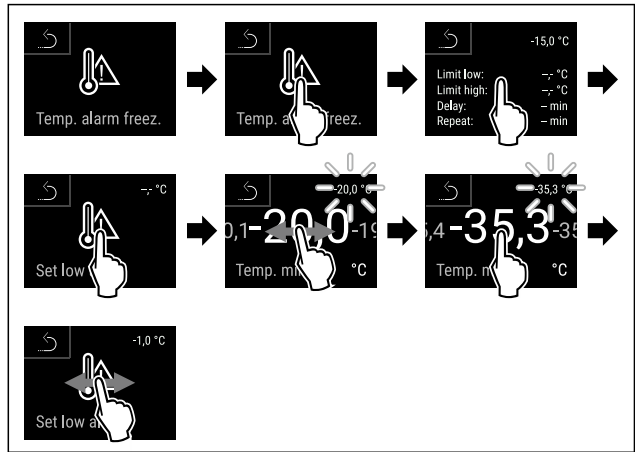 Temp. alarm freez.
Temp. a freez.
-15,0 °C
Limit low: –,- °C
Limit high: –,- °C
Delay: – min
Repeat: – min
–,- °C
Set low
-20,0 °C
0,1 -20,0 -19
Temp. m °C
-35,3 °C
5,4 -35,3 -35
Temp. m °C
-1,0 °C
Set low a